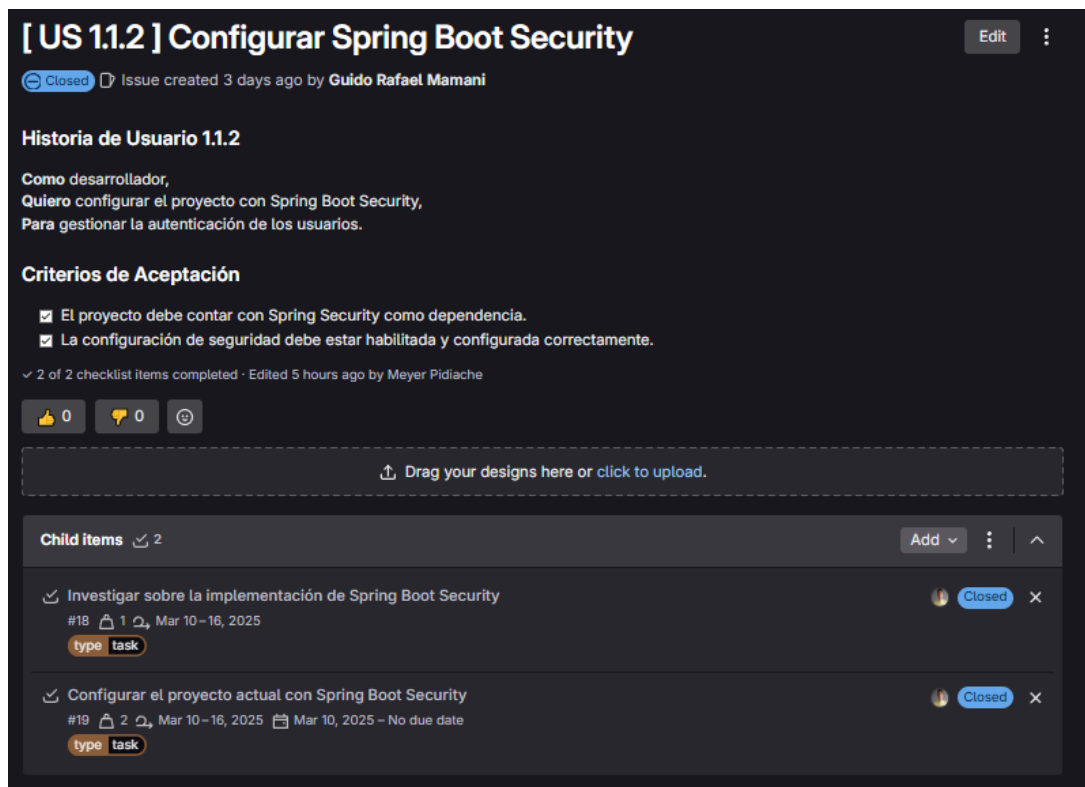 [ US 1.1.2 ] Configurar Spring Boot Security
Edit
Closed Issue created 3 days ago by Guido Rafael Mamani
Historia de Usuario 1.1.2
Como desarrollador,
Quiero configurar el proyecto con Spring Boot Security,
Para gestionar la autenticación de los usuarios.
Criterios de Aceptación
El proyecto debe contar con Spring Security como dependencia.
La configuración de seguridad debe estar habilitada y configurada correctamente.
2 of 2 checklist items completed · Edited 5 hours ago by Meyer Pidiache
0 0
Drag your designs here or click to upload.
Child items 2 Add
Investigar sobre la implementación de Spring Boot Security Closed
#18 1 Mar 10–16, 2025
type task
Configurar el proyecto actual con Spring Boot Security Closed
#19 2 Mar 10–16, 2025 Mar 10, 2025 – No due date
type task